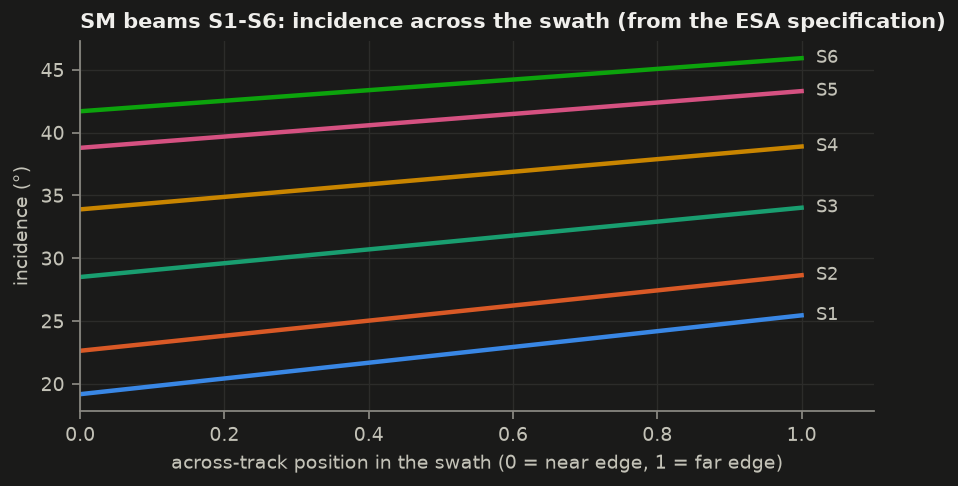 SM beams S1-S6: incidence across the swath (from the ESA specification)
incidence (°)
45
40
35
30
25
20
S6
S5
S4
S3
S2
S1
0.0 0.2 0.4 0.6 0.8 1.0
across-track position in the swath (0 = near edge, 1 = far edge)